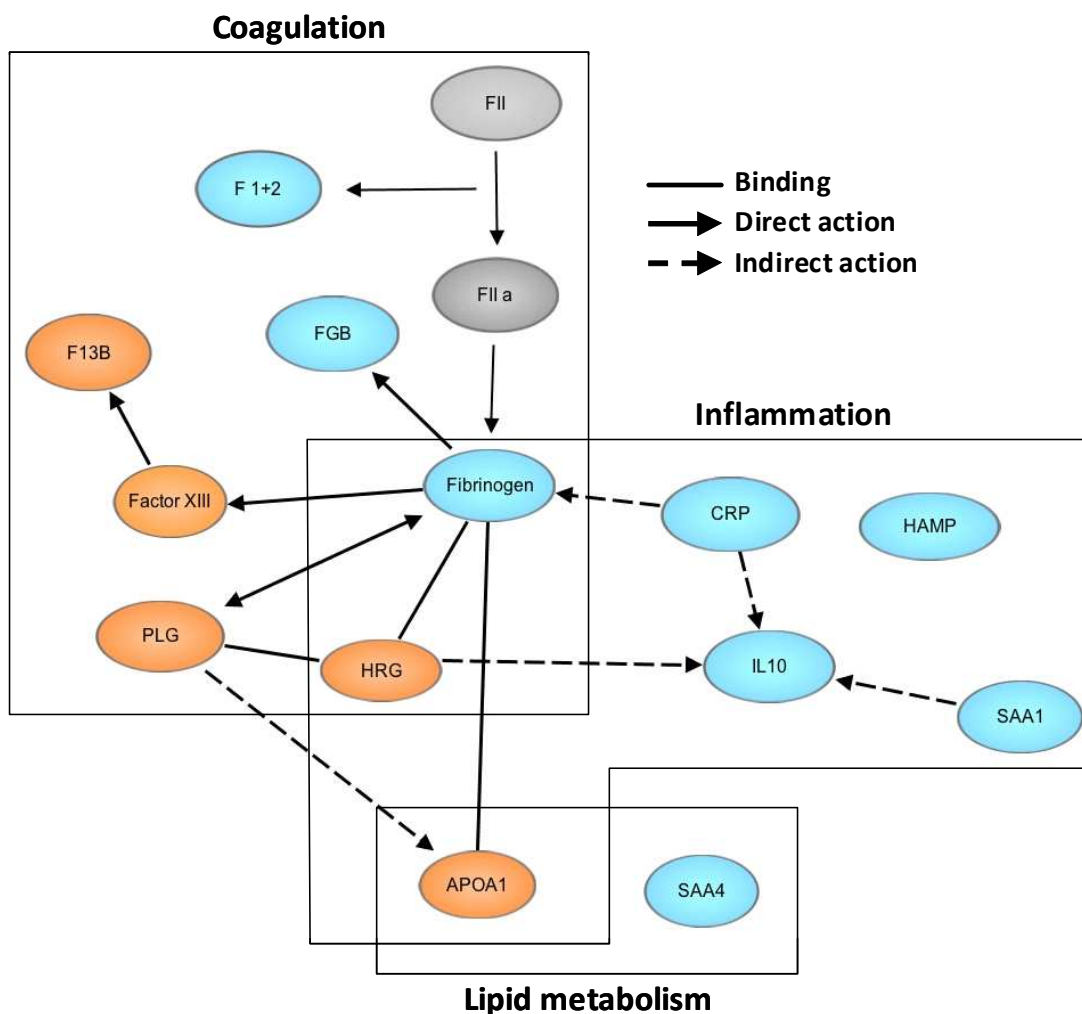 Coagulation
FII
F 1+2
Binding
Direct action
Indirect action
FII a
FGB
F13B
Inflammation
Fibrinogen
Factor XIII
CRP
HAMP
PLG
HRG
IL10
SAA1
APOA1
SAA4
Lipid metabolism